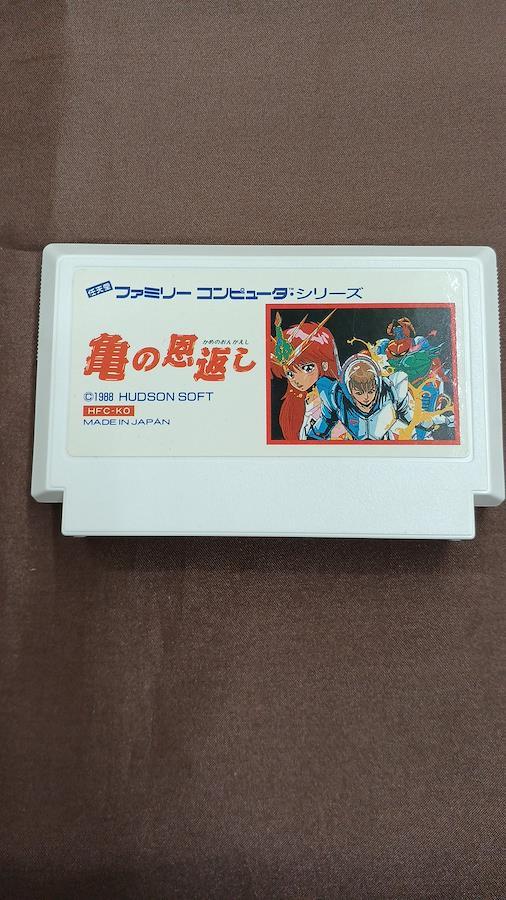 任天堂 ファミリー コンピュータ™・シリーズ
かめのおんがえし
亀の恩返し
©1988 HUDSON SOFT
HFC-KO
MADE IN JAPAN